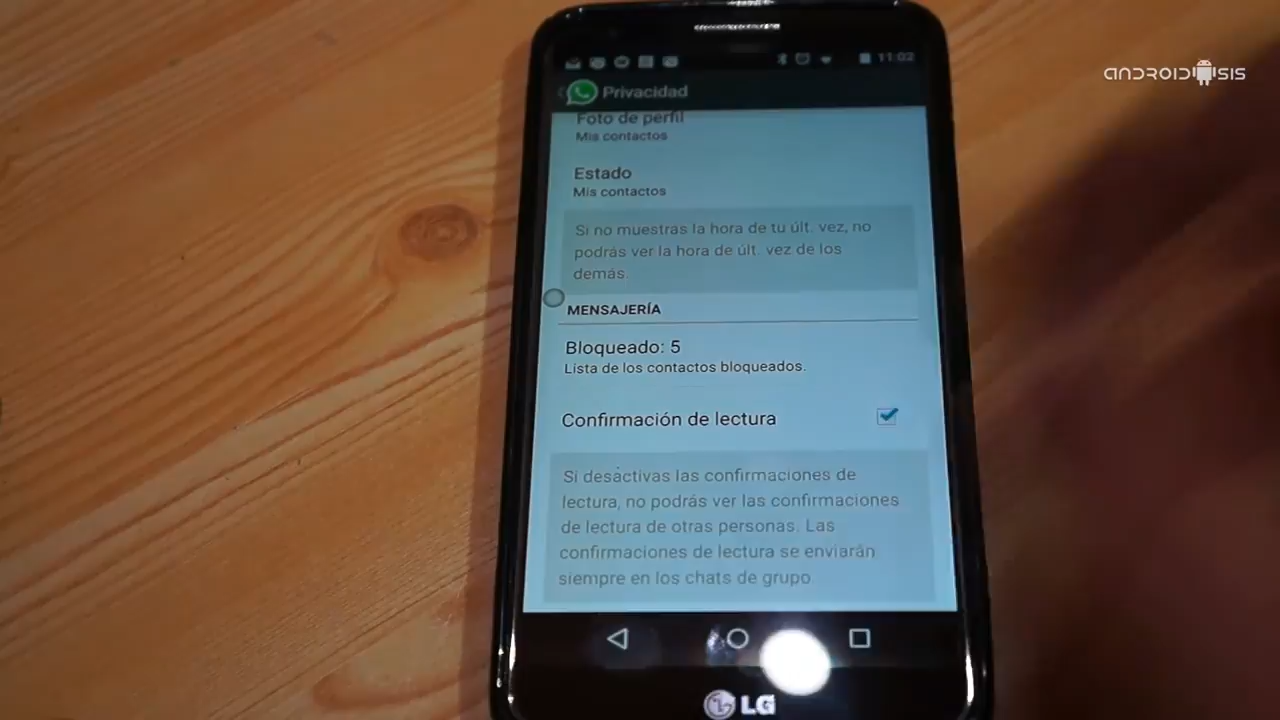 11:02
ANDROIDSIS
Privacidad
Foto de perfil
Mis contactos
Estado
Mis contactos
Si no muestras la hora de tu últ. vez, no
podrás ver la hora de últ. vez de los
demás.
MENSAJERÍA
Bloqueado: 5
Lista de los contactos bloqueados.
Confirmación de lectura
Si desactivas las confirmaciones de
lectura, no podrás ver las confirmaciones
de lectura de otras personas. Las
confirmaciones de lectura se enviarán
siempre en los chats de grupo.
LG